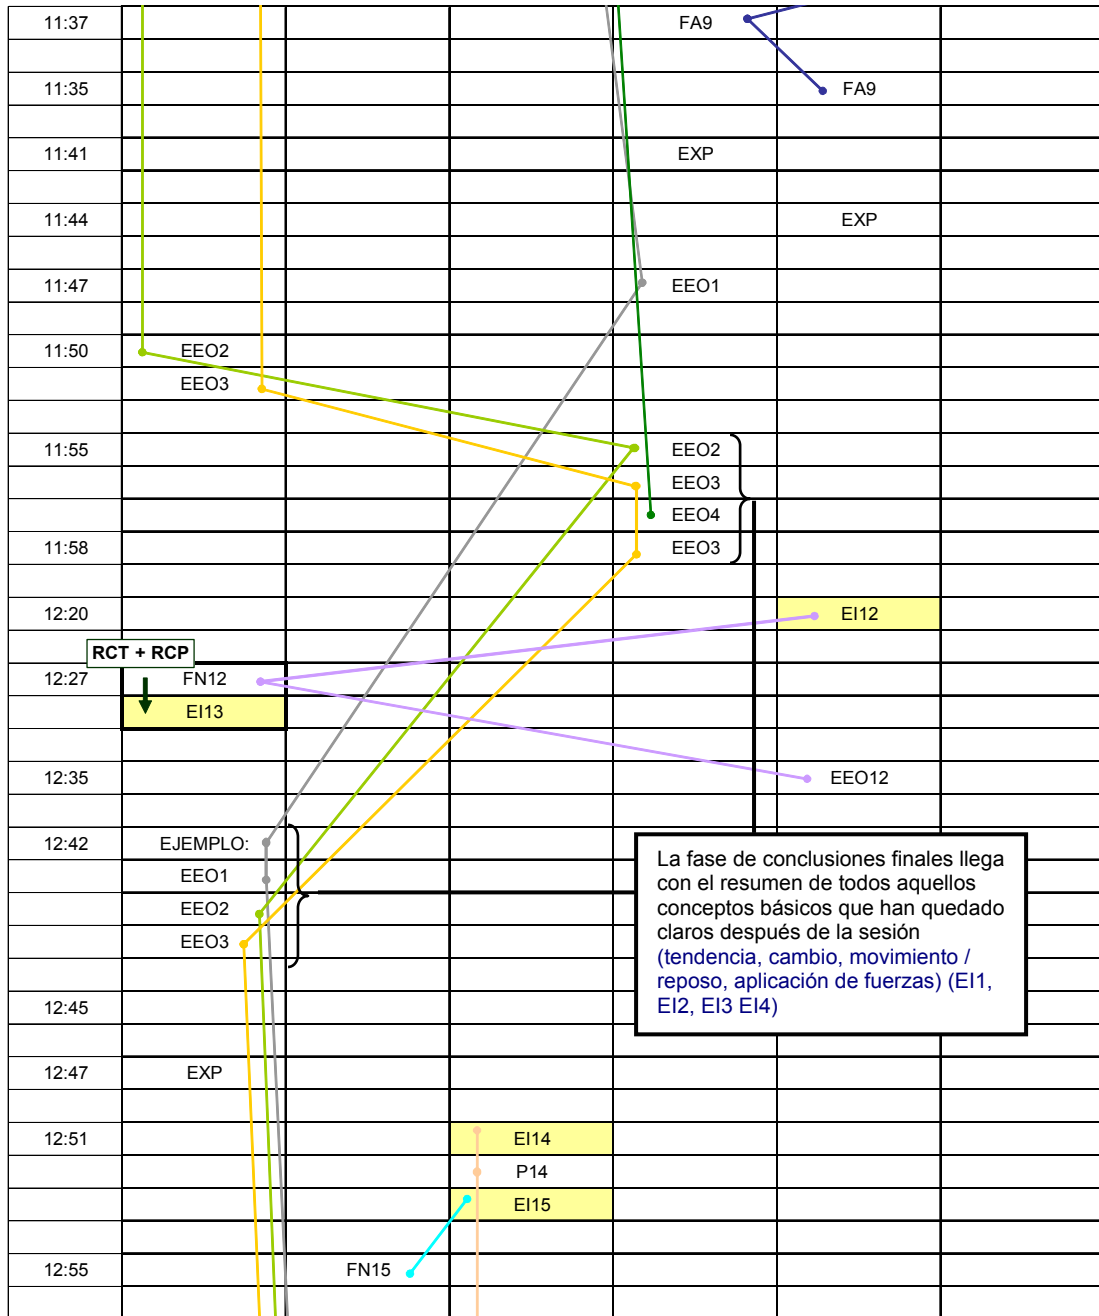 11:37 FA9
11:35 FA9
11:41 EXP
11:44 EXP
11:47 EEO1
11:50 EEO2
EEO3
11:55 EEO2
EEO3
EEO4
11:58 EEO3
12:20 EI12
RCT + RCP
12:27 FN12
EI13
12:35 EEO12
12:42 EJEMPLO:
EEO1
EEO2
EEO3
La fase de conclusiones finales llega
con el resumen de todos aquellos
conceptos básicos que han quedado
claros después de la sesión
(tendencia, cambio, movimiento /
reposo, aplicación de fuerzas) (EI1,
EI2, EI3 EI4)
12:45
12:47 EXP
12:51 EI14
P14
EI15
12:55 FN15